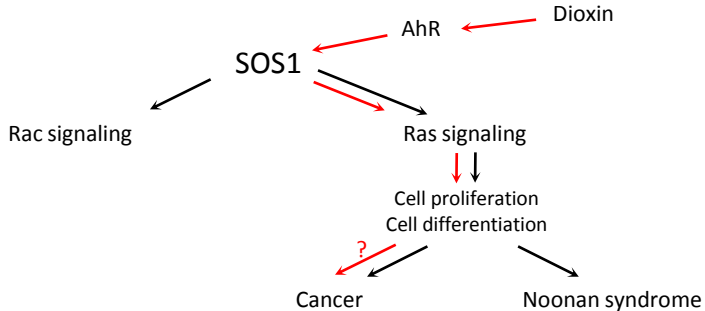 Dioxin
AhR
SOS1
Rac signaling
Ras signaling
Cell proliferation
Cell differentiation
?
Cancer
Noonan syndrome